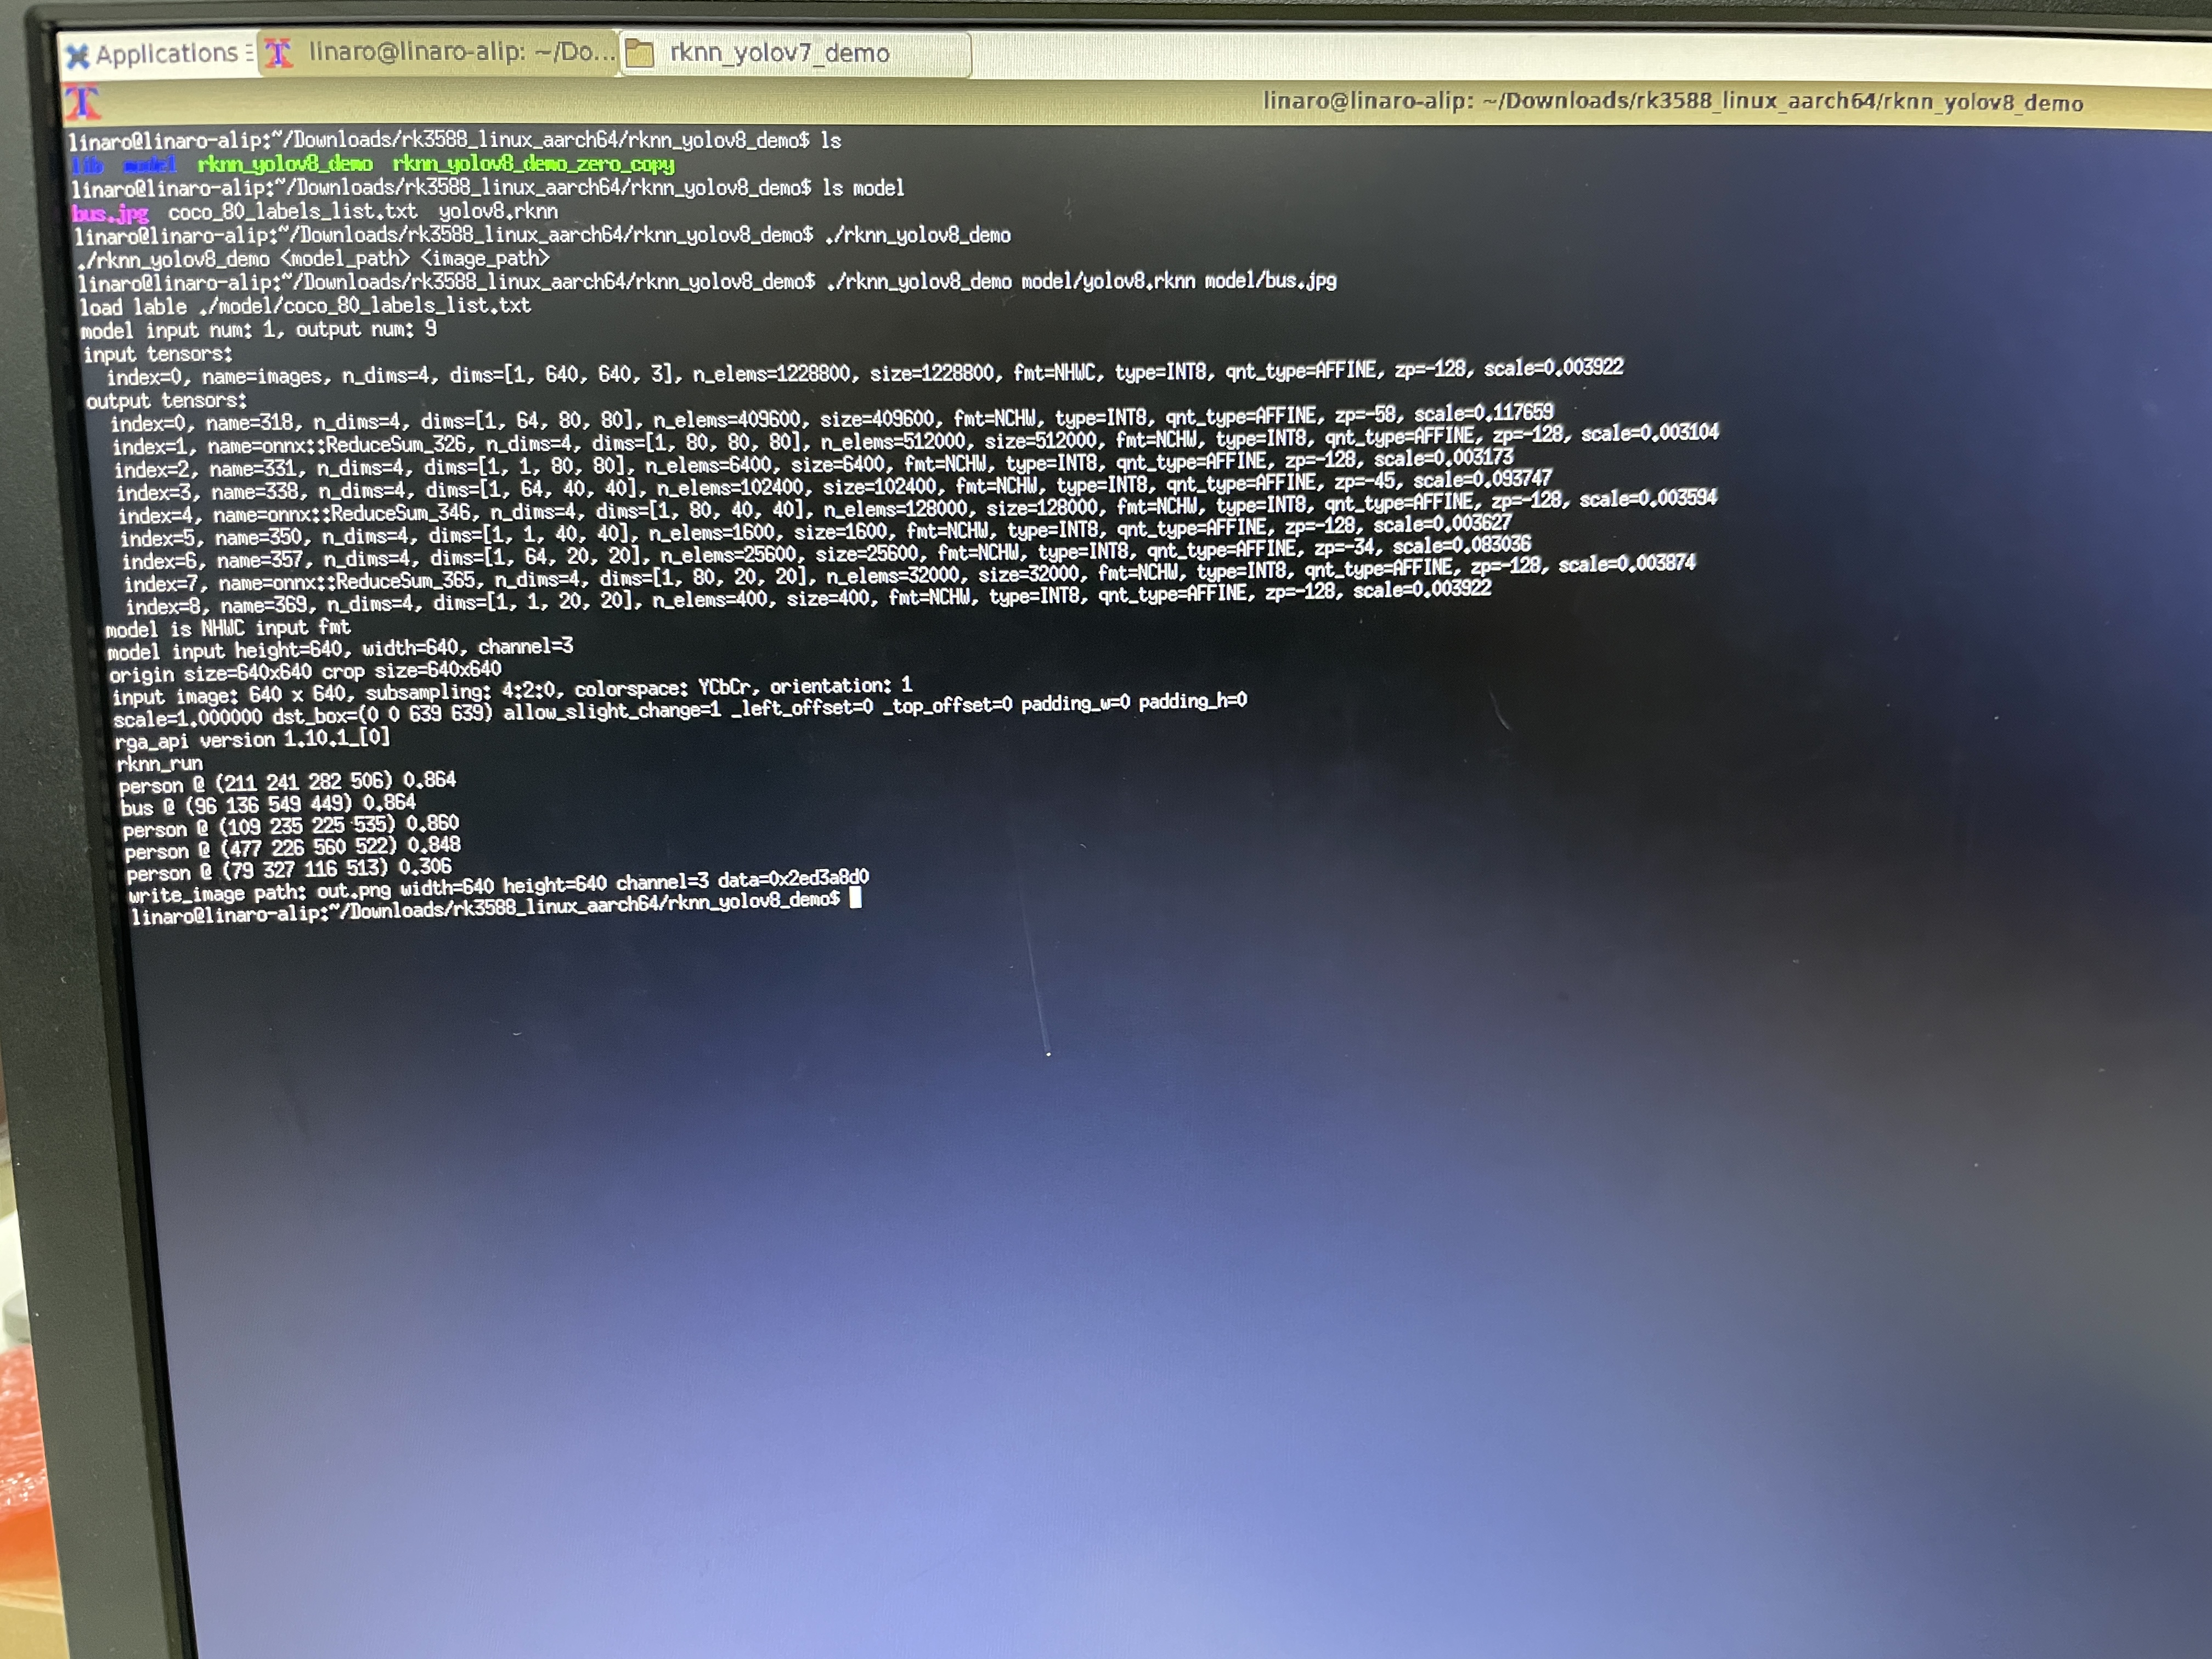 Applications linaro@linaro-alip: ~/Do... rknn_yolov7_demo
linaro@linaro-alip: ~/Downloads/rk3588_linux_aarch64/rknn_yolov8_demo
linaro@linaro-alip:~/Downloads/rk3588_linux_aarch64/rknn_yolov8_demo$ ls
lib model rknn_yolov8_demo rknn_yolov8_demo_zero_copy
linaro@linaro-alip:~/Downloads/rk3588_linux_aarch64/rknn_yolov8_demo$ ls model
bus.jpg coco_80_labels_list.txt yolov8.rknn
linaro@linaro-alip:~/Downloads/rk3588_linux_aarch64/rknn_yolov8_demo$ ./rknn_yolov8_demo
./rknn_yolov8_demo <model_path> <image_path>
linaro@linaro-alip:~/Downloads/rk3588_linux_aarch64/rknn_yolov8_demo$ ./rknn_yolov8_demo model/yolov8.rknn model/bus.jpg
load lable ./model/coco_80_labels_list.txt
model input num: 1, output num: 9
input tensors:
index=0, name=images, n_dims=4, dims=[1, 640, 640, 3], n_elems=1228800, size=1228800, fmt=NHWC, type=INT8, qnt_type=AFFINE, zp=-128, scale=0.003922
output tensors:
index=0, name=318, n_dims=4, dims=[1, 64, 80, 80], n_elems=409600, size=409600, fmt=NCHW, type=INT8, qnt_type=AFFINE, zp=-58, scale=0.117659
index=1, name=onnx::ReduceSum_326, n_dims=4, dims=[1, 80, 80, 80], n_elems=512000, size=512000, fmt=NCHW, type=INT8, qnt_type=AFFINE, zp=-128, scale=0.003104
index=2, name=331, n_dims=4, dims=[1, 1, 80, 80], n_elems=6400, size=6400, fmt=NCHW, type=INT8, qnt_type=AFFINE, zp=-128, scale=0.003173
index=3, name=338, n_dims=4, dims=[1, 64, 40, 40], n_elems=102400, size=102400, fmt=NCHW, type=INT8, qnt_type=AFFINE, zp=-45, scale=0.093747
index=4, name=onnx::ReduceSum_346, n_dims=4, dims=[1, 80, 40, 40], n_elems=128000, size=128000, fmt=NCHW, type=INT8, qnt_type=AFFINE, zp=-128, scale=0.003594
index=5, name=350, n_dims=4, dims=[1, 1, 40, 40], n_elems=1600, size=1600, fmt=NCHW, type=INT8, qnt_type=AFFINE, zp=-128, scale=0.003627
index=6, name=357, n_dims=4, dims=[1, 64, 20, 20], n_elems=25600, size=25600, fmt=NCHW, type=INT8, qnt_type=AFFINE, zp=-34, scale=0.083036
index=7, name=onnx::ReduceSum_365, n_dims=4, dims=[1, 80, 20, 20], n_elems=32000, size=32000, fmt=NCHW, type=INT8, qnt_type=AFFINE, zp=-128, scale=0.003874
index=8, name=369, n_dims=4, dims=[1, 1, 20, 20], n_elems=400, size=400, fmt=NCHW, type=INT8, qnt_type=AFFINE, zp=-128, scale=0.003922
model is NHWC input fmt
model input height=640, width=640, channel=3
origin size=640x640 crop size=640x640
input image: 640 x 640, subsampling: 4:2:0, colorspace: YCbCr, orientation: 1
scale=1.000000 dst_box=(0 0 639 639) allow_slight_change=1 _left_offset=0 _top_offset=0 padding_w=0 padding_h=0
rga_api version 1.10.1_[0]
rknn_run
person @ (211 241 282 506) 0.864
bus @ (96 136 549 449) 0.864
person @ (109 235 225 535) 0.860
person @ (477 226 560 522) 0.848
person @ (79 327 116 513) 0.306
write_image path: out.png width=640 height=640 channel=3 data=0x2ed3a8d0
linaro@linaro-alip:~/Downloads/rk3588_linux_aarch64/rknn_yolov8_demo$